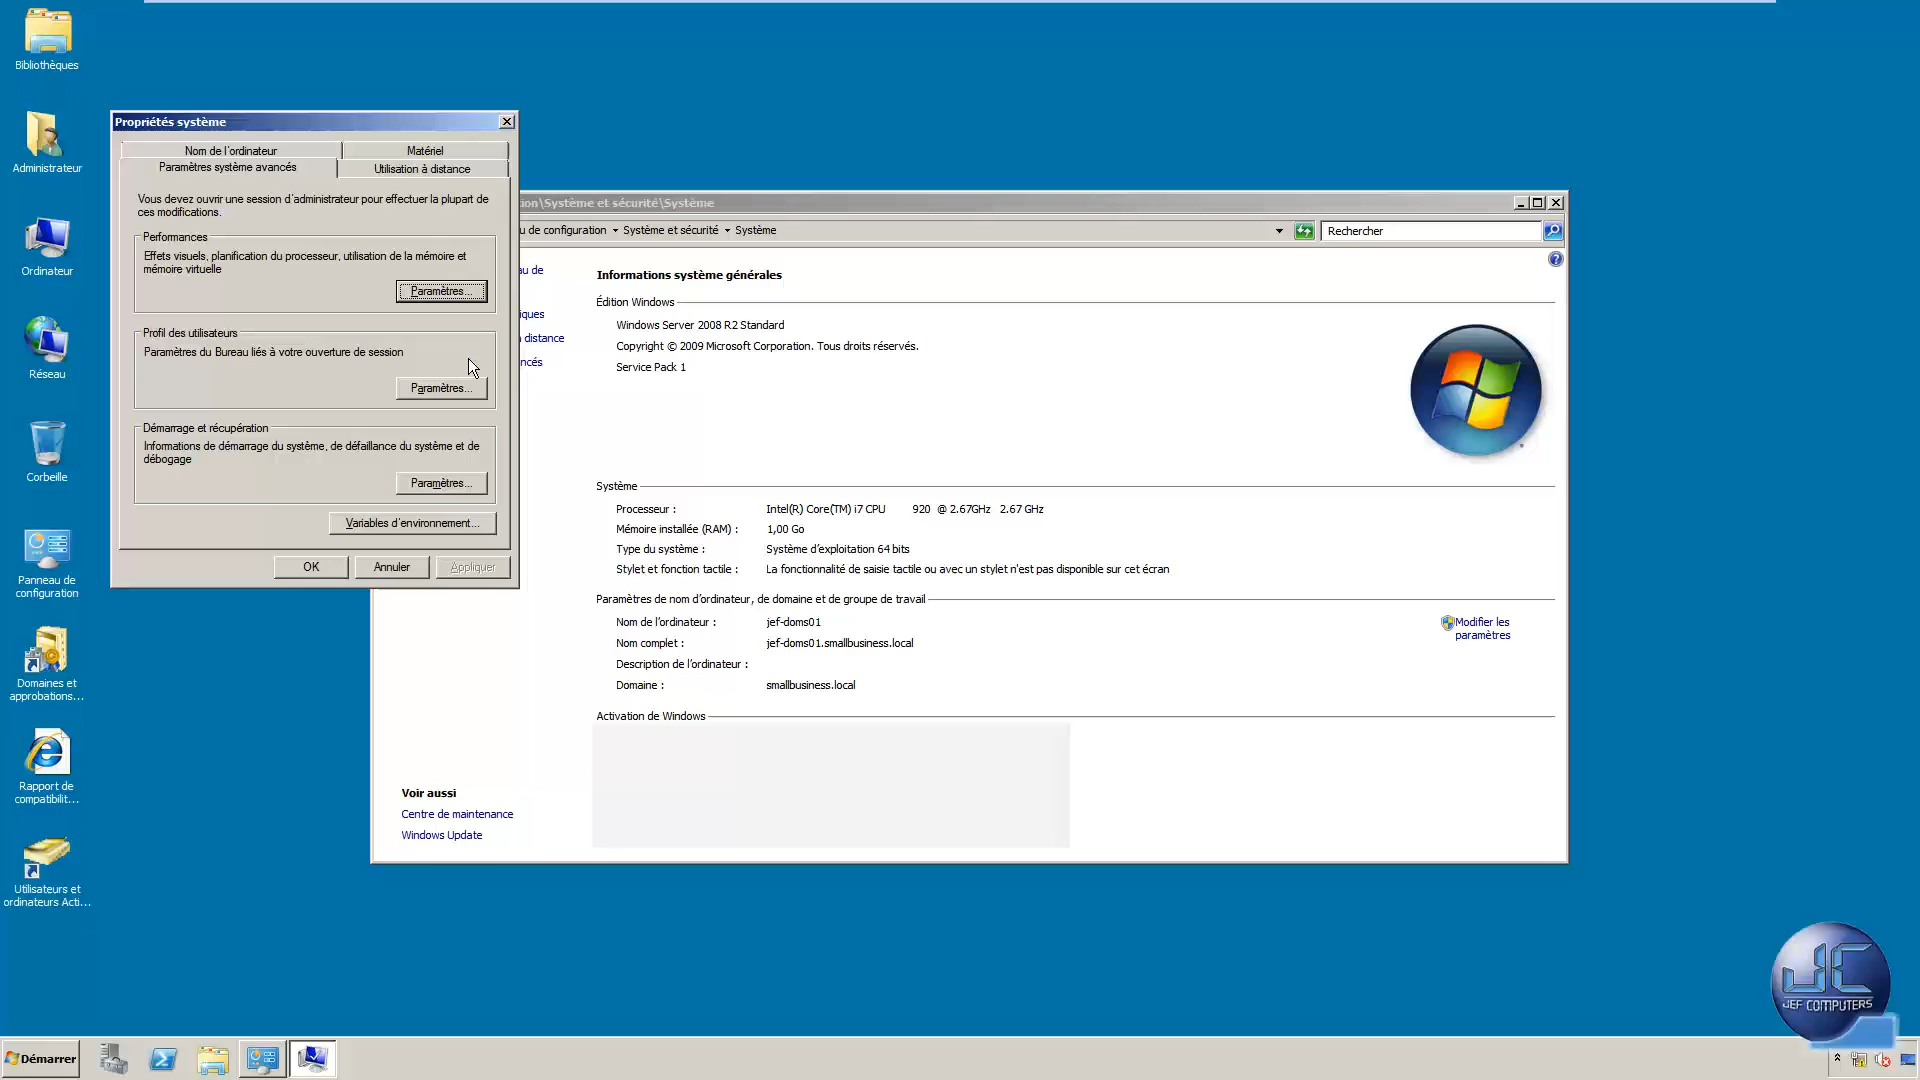 Bibliothèques
Administrateur
Ordinateur
Réseau
Corbeille
Panneau de
configuration
Domaines et
approbations...
Rapport de
compatibilit...
Utilisateurs et
ordinateurs Acti...
Propriétés système
Nom de l'ordinateur
Matériel
Paramètres système avancés
Utilisation à distance
Vous devez ouvrir une session d'administrateur pour effectuer la plupart de
ces modifications.
Performances
Effets visuels, planification du processeur, utilisation de la mémoire et
mémoire virtuelle
Paramètres...
Profil des utilisateurs
Paramètres du Bureau liés à votre ouverture de session
Paramètres...
Démarrage et récupération
Informations de démarrage du système, de défaillance du système et de
débogage
Paramètres...
Variables d'environnement...
OK
Annuler
Appliquer
ion\Système et sécurité\Système
u de configuration
Système et sécurité
Système
Rechercher
au de
iques
distance
ncés
Informations système générales
Édition Windows
Windows Server 2008 R2 Standard
Copyright © 2009 Microsoft Corporation. Tous droits réservés.
Service Pack 1
Système
Processeur : Intel(R) Core(TM) i7 CPU 920 @ 2.67GHz 2.67 GHz
Mémoire installée (RAM) : 1,00 Go
Type du système : Système d'exploitation 64 bits
Stylet et fonction tactile : La fonctionnalité de saisie tactile ou avec un stylet n'est pas disponible sur cet écran
Paramètres de nom d'ordinateur, de domaine et de groupe de travail
Nom de l'ordinateur : jef-doms01
Nom complet : jef-doms01.smallbusiness.local
Description de l'ordinateur :
Domaine : smallbusiness.local
Modifier les
paramètres
Activation de Windows
Voir aussi
Centre de maintenance
Windows Update
JC
JEF COMPUTERS
Démarrer